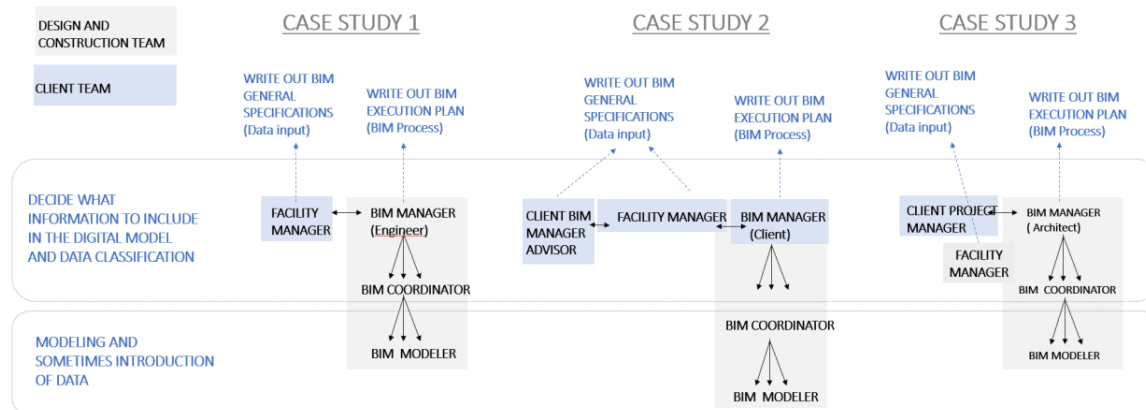 DESIGN AND
CONSTRUCTION TEAM
CLIENT TEAM
CASE STUDY 1
WRITE OUT BIM
GENERAL
SPECIFICATIONS
(Data input)
WRITE OUT BIM
EXECUTION PLAN
(BIM Process)
CASE STUDY 2
WRITE OUT BIM
GENERAL
SPECIFICATIONS
(Data input)
WRITE OUT BIM
EXECUTION PLAN
(BIM Process)
CASE STUDY 3
WRITE OUT BIM
GENERAL
SPECIFICATIONS
(Data input)
WRITE OUT BIM
EXECUTION PLAN
(BIM Process)
DECIDE WHAT
INFORMATION TO INCLUDE
IN THE DIGITAL MODEL
AND DATA CLASSIFICATION
FACILITY
MANAGER
BIM MANAGER
(Engineer)
BIM COORDINATOR
BIM MODELER
CLIENT BIM
MANAGER
ADVISOR
FACILITY MANAGER
BIM MANAGER
(Client)
BIM COORDINATOR
BIM MODELER
CLIENT PROJECT
MANAGER
FACILITY
MANAGER
BIM MANAGER
( Architect)
BIM COORDINATOR
BIM MODELER
MODELING AND
SOMETIMES INTRODUCTION
OF DATA